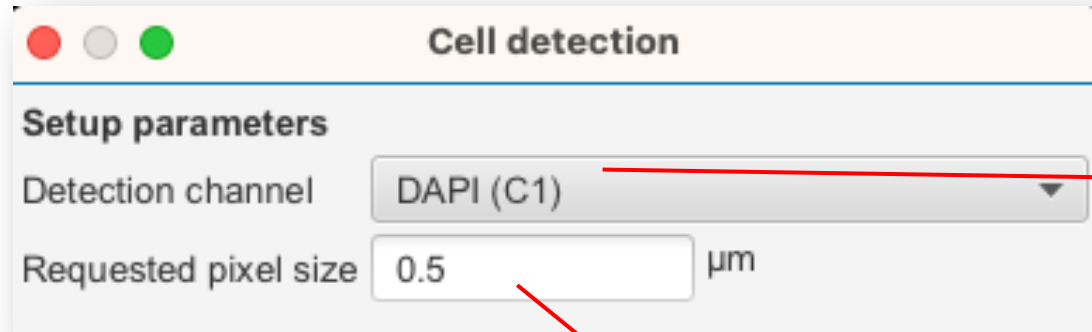 Cell detection
Setup parameters
Detection channel DAPI (C1)
Requested pixel size 0.5 µm